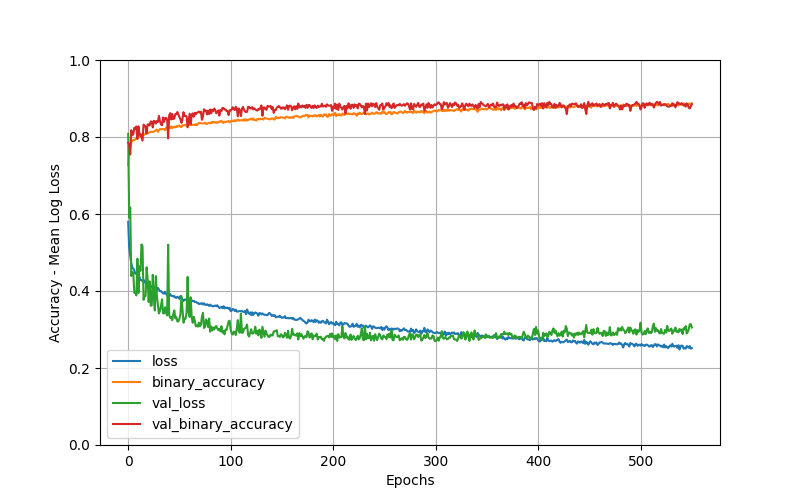 1.0
0.8
0.6
0.4
0.2
0.0
Accuracy - Mean Log Loss
loss
binary_accuracy
val_loss
val_binary_accuracy
0 100 200 300 400 500
Epochs